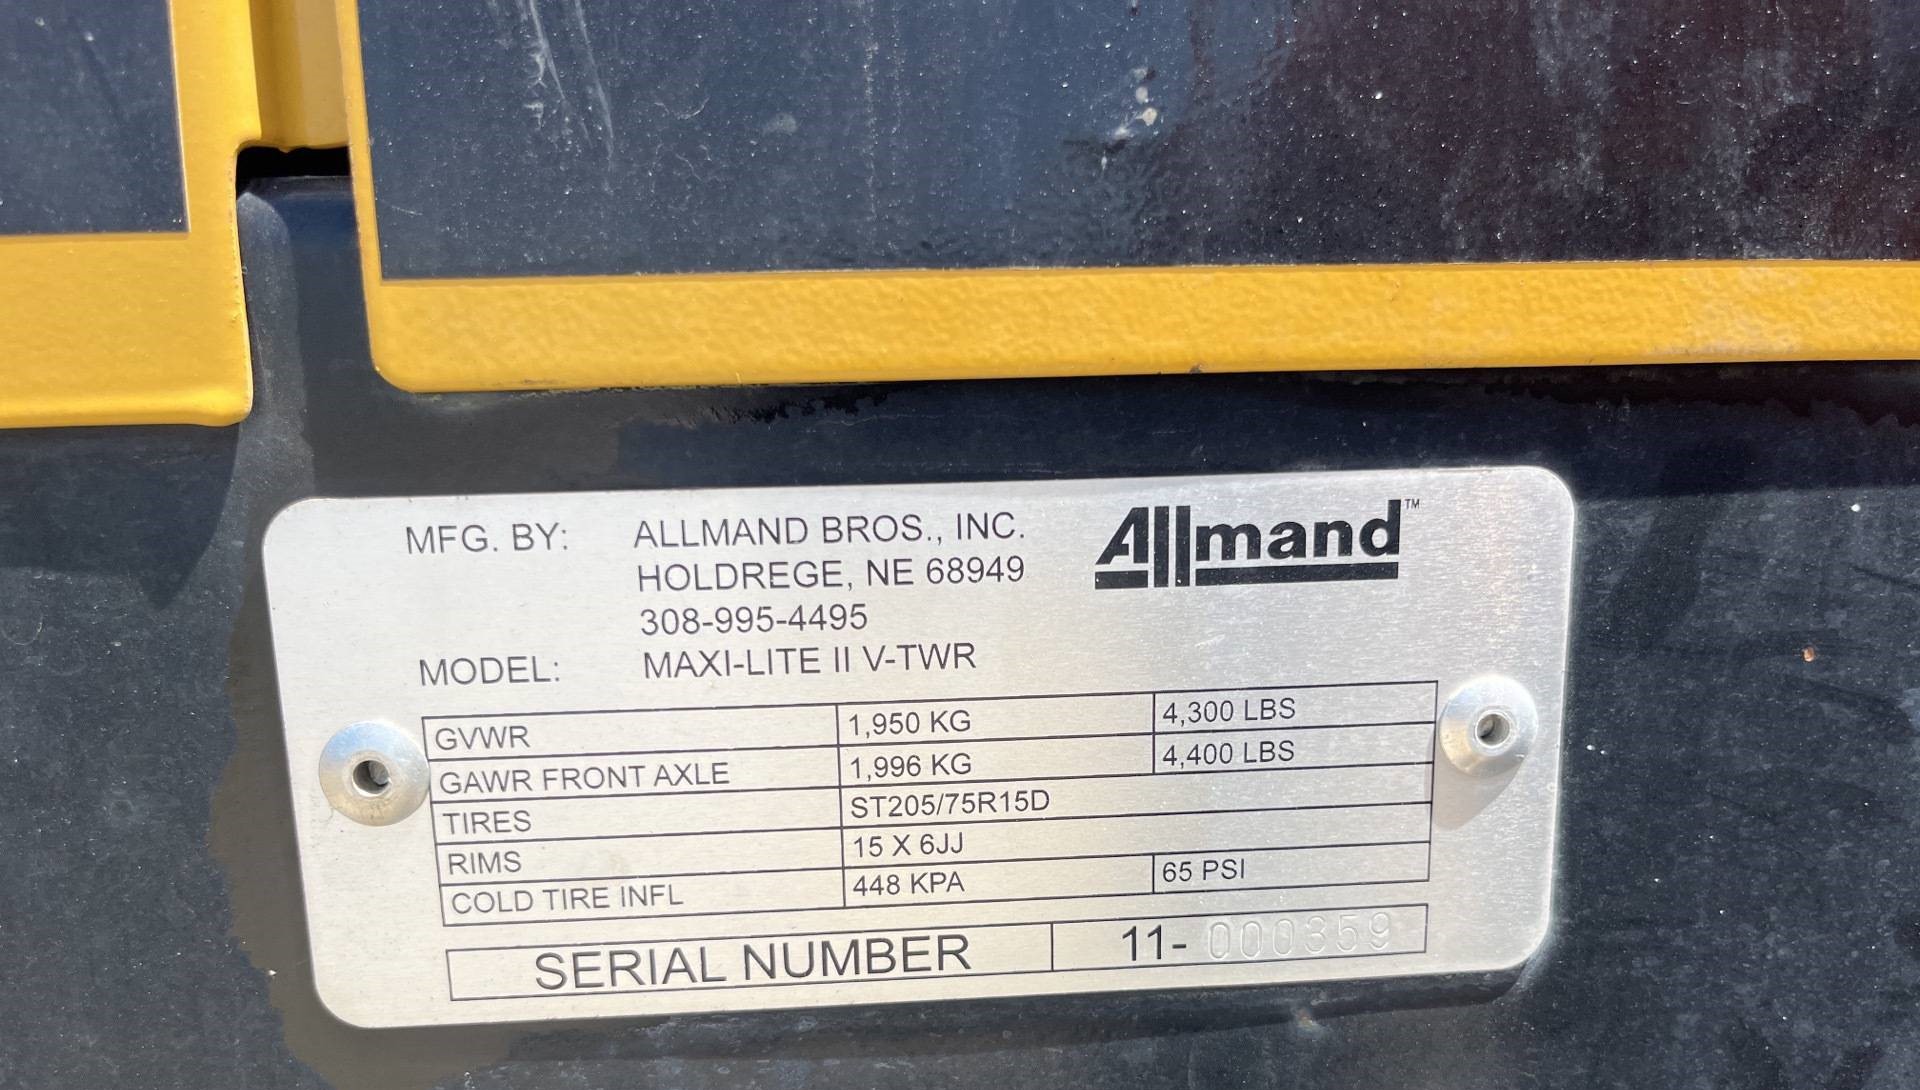 MFG. BY: ALLMAND BROS., INC. Allmand™
HOLDREGE, NE 68949
308-995-4495
MODEL: MAXI-LITE II V-TWR
GVWR 1,950 KG 4,300 LBS
GAWR FRONT AXLE 1,996 KG 4,400 LBS
TIRES ST205/75R15D
RIMS 15 X 6JJ
COLD TIRE INFL 448 KPA 65 PSI
SERIAL NUMBER 11-000359